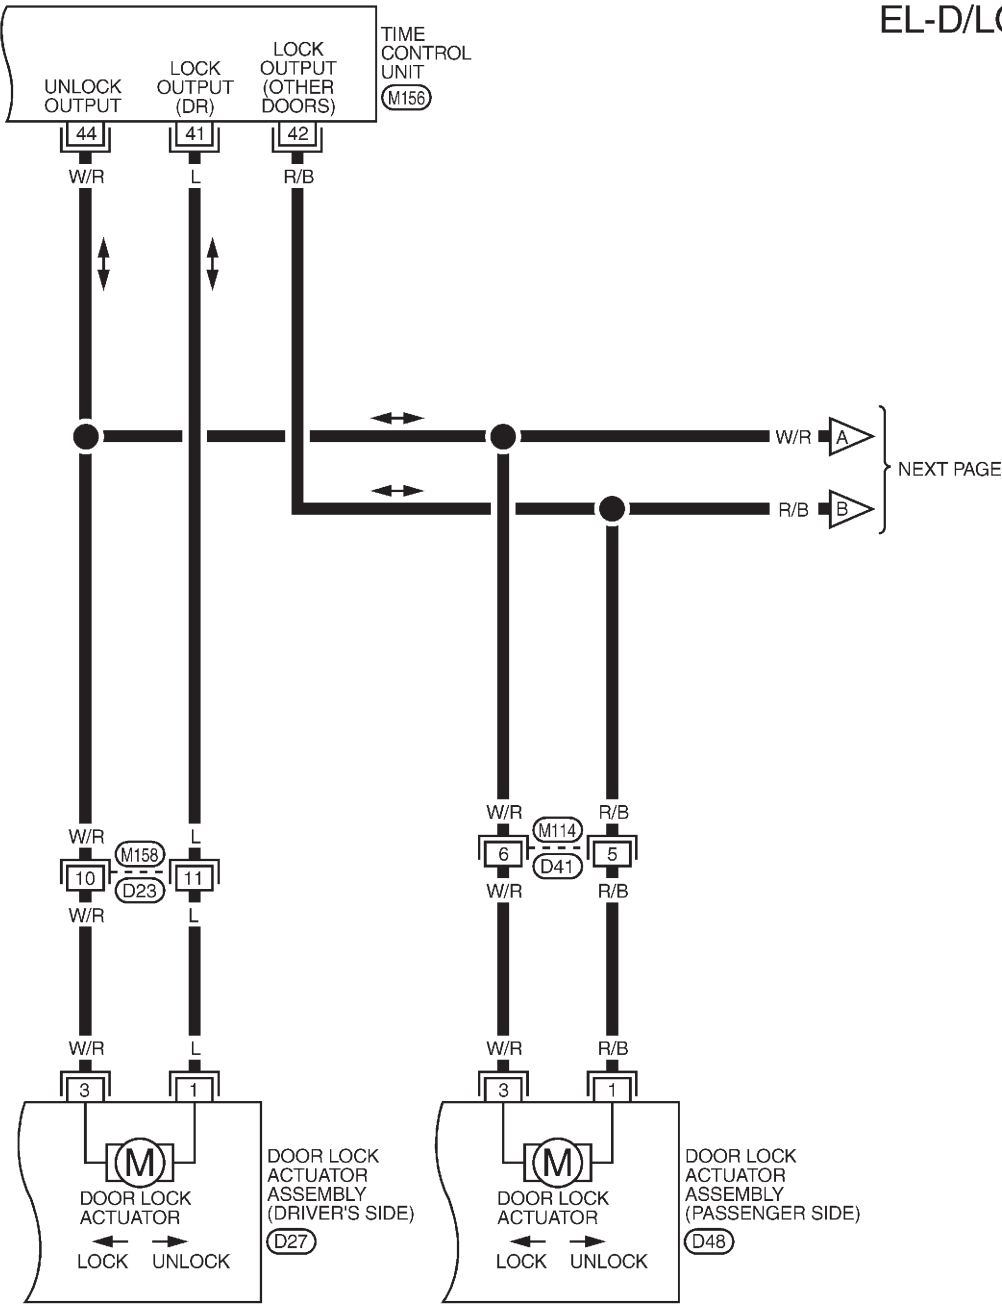 EL-D/LO
TIME
CONTROL
UNIT
M156
UNLOCK
OUTPUT
LOCK
OUTPUT
(DR)
LOCK
OUTPUT
(OTHER
DOORS)
44
41
42
W/R
L
R/B
W/R
A
R/B
B
NEXT PAGE
W/R
R/B
W/R
L
M114
6
5
D41
M158
10
11
D23
W/R
R/B
W/R
L
W/R
L
W/R
R/B
3
1
3
1
M
M
DOOR LOCK
ACTUATOR
LOCK
UNLOCK
DOOR LOCK
ACTUATOR
ASSEMBLY
(DRIVER'S SIDE)
D27
DOOR LOCK
ACTUATOR
LOCK
UNLOCK
DOOR LOCK
ACTUATOR
ASSEMBLY
(PASSENGER SIDE)
D48